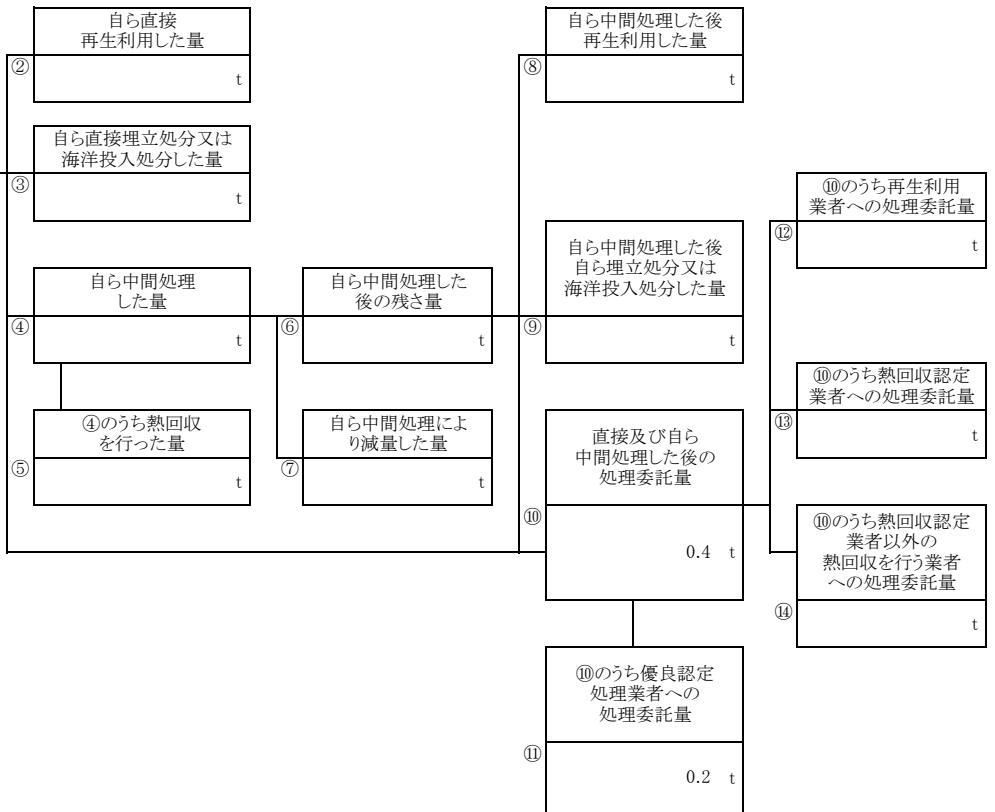 自ら直接
再生利用した量
②
t
自ら直接埋立処分又は
海洋投入処分した量
③
t
自ら中間処理
した量
④
t
④のうち熱回収
を行った量
⑤
t
自ら中間処理した
後の残さ量
⑥
t
自ら中間処理によ
り減量した量
⑦
t
自ら中間処理した後
再生利用した量
⑧
t
自ら中間処理した後
自ら埋立処分又は
海洋投入処分した量
⑨
t
直接及び自ら
中間処理した後の
処理委託量
⑩
0.4 t
⑩のうち優良認定
処理業者への
処理委託量
⑪
0.2 t
⑩のうち再生利用
業者への処理委託量
⑫
t
⑩のうち熱回収認定
業者への処理委託量
⑬
t
⑩のうち熱回収認定
業者以外の
熱回収を行う業者
への処理委託量
⑭
t